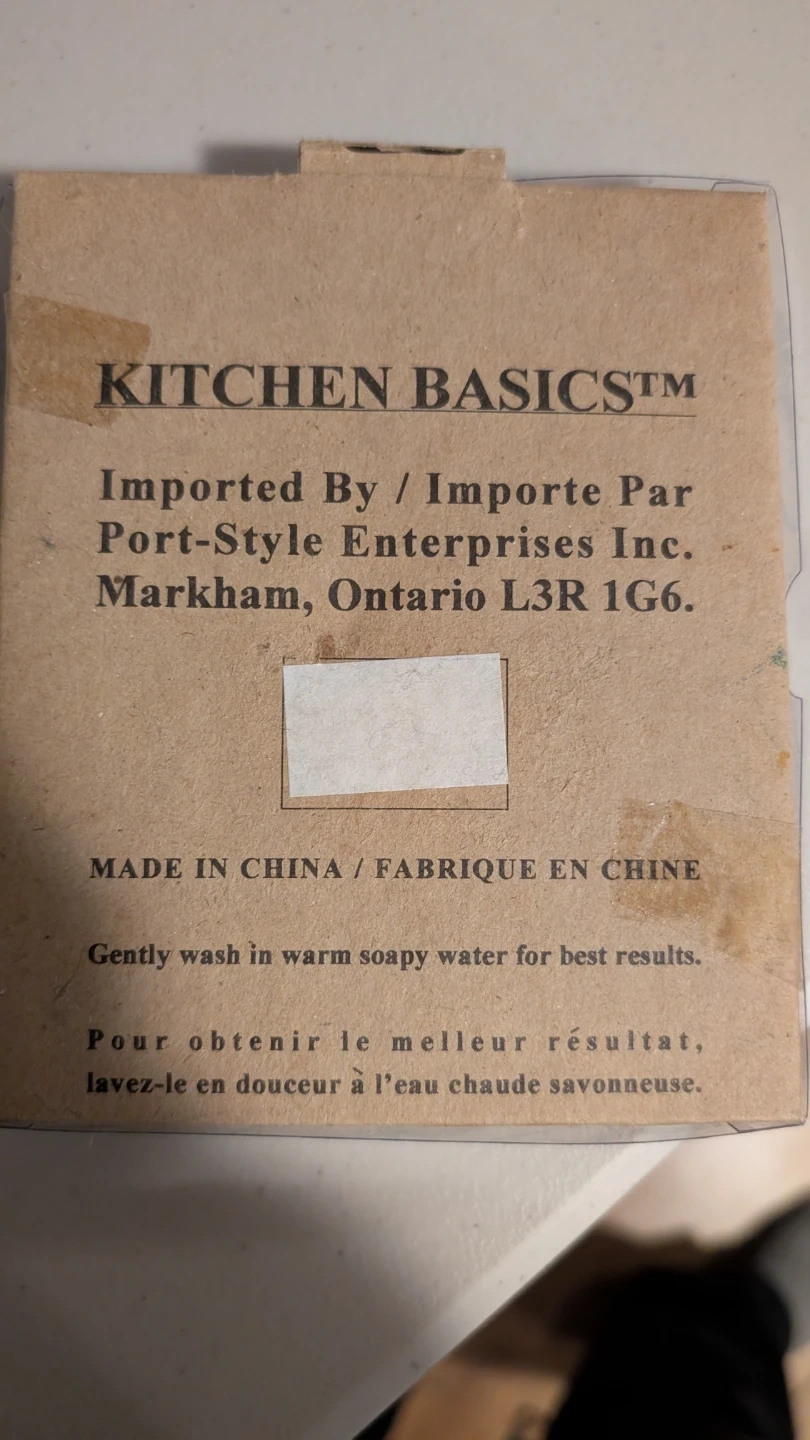 KITCHEN BASICS™
Imported By / Importe Par
Port-Style Enterprises Inc.
Markham, Ontario L3R 1G6.
MADE IN CHINA / FABRIQUE EN CHINE
Gently wash in warm soapy water for best results.
Pour obtenir le melleur résultat,
lavez-le en douceur à l'eau chaude savonneuse.